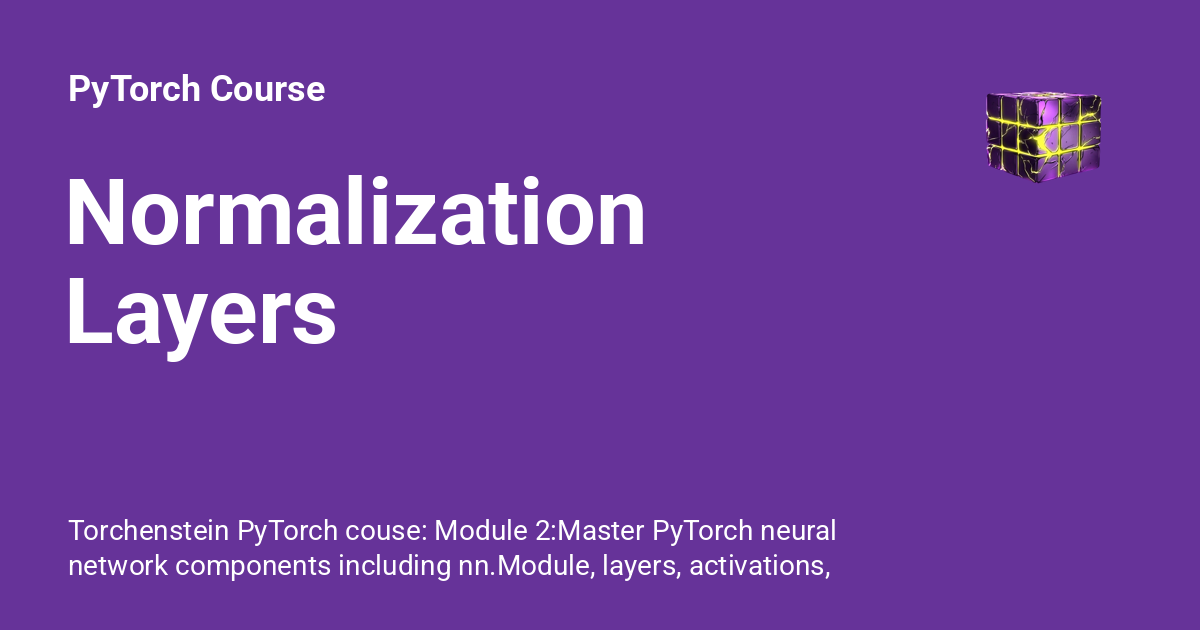 PyTorch Course
Normalization
Layers
Torchenstein PyTorch couse: Module 2:Master PyTorch neural
network components including nn.Module, layers, activations,